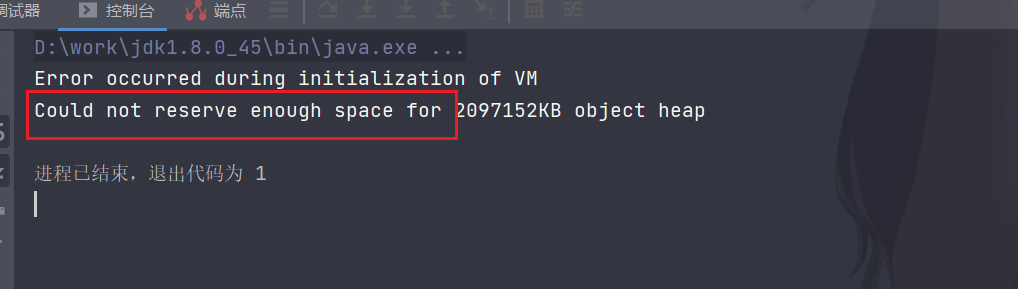 调试器 控制台 端点
D:\work\jdk1.8.0_45\bin\java.exe ...
Error occurred during initialization of VM
Could not reserve enough space for 2097152KB object heap
进程已结束，退出代码为 1